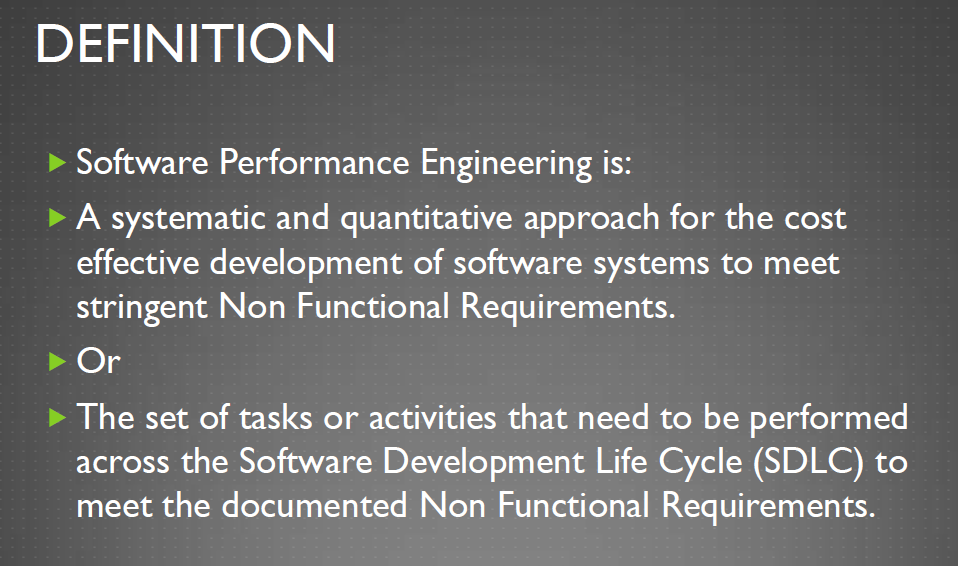 DEFINITION
Software Performance Engineering is:
A systematic and quantitative approach for the cost
effective development of software systems to meet
stringent Non Functional Requirements.
Or
The set of tasks or activities that need to be performed
across the Software Development Life Cycle (SDLC) to
meet the documented Non Functional Requirements.